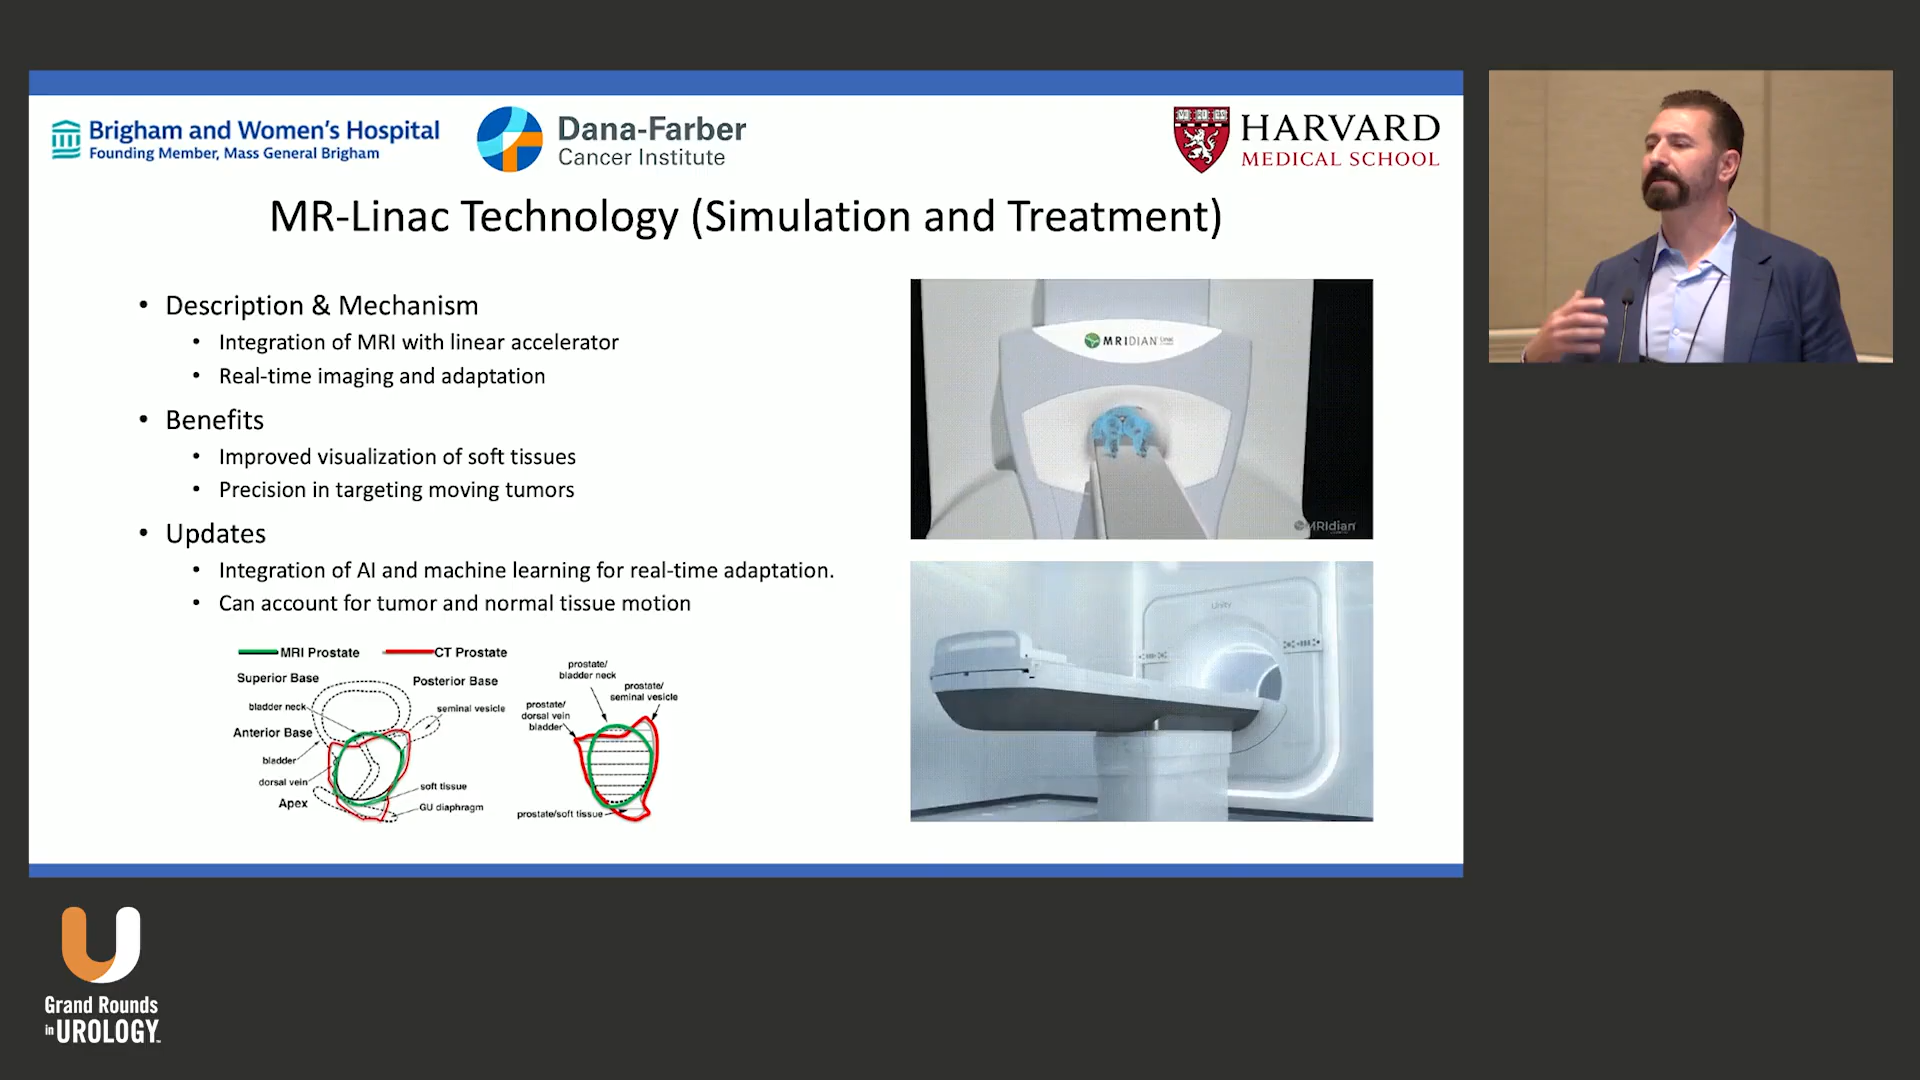 Brigham and Women's Hospital
Founding Member, Mass General Brigham
Dana-Farber
Cancer Institute
HARVARD
MEDICAL SCHOOL
MR-Linac Technology (Simulation and Treatment)
• Description & Mechanism
• Integration of MRI with linear accelerator
• Real-time imaging and adaptation
• Benefits
• Improved visualization of soft tissues
• Precision in targeting moving tumors
• Updates
• Integration of AI and machine learning for real-time adaptation.
• Can account for tumor and normal tissue motion
MRI Prostate
CT Prostate
Superior Base
Posterior Base
bladder neck
seminal vesicle
Anterior Base
bladder
dorsal vein
soft tissue
Apex
GU diaphragm
prostate/
bladder neck
prostate/
seminal vesicle
prostate/
dorsal vein
bladder
prostate/soft tissue
MRIDIAN
MRIdian
Unity
U
Grand Rounds
in UROLOGY